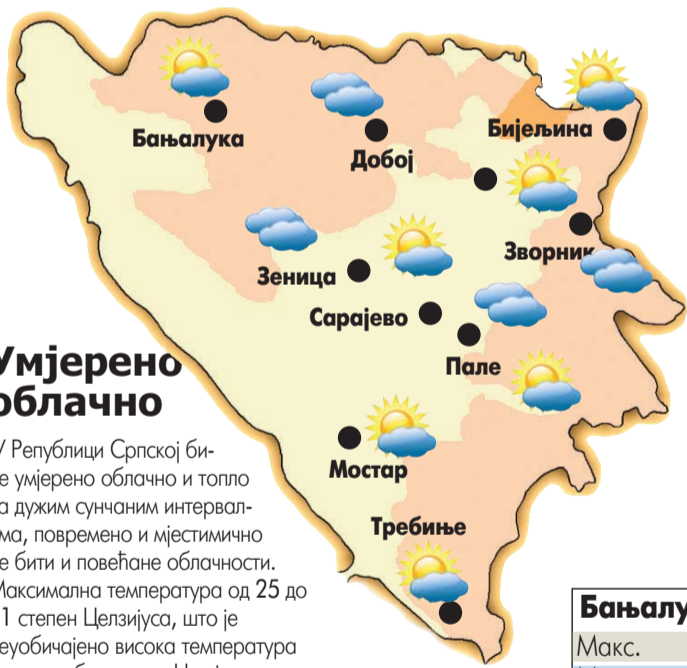 Бањалука
Добој
Бијељина
Зворник
Зеница
Сарајево
Пале
Мостар
Требиње
Умјерено
облачно
У Републици Српској би-
е умјерено облачно и топло
а дужим сунчаним интервал-
ма, повремено и мјестимично
е бити и повећане облачности.
Максимална температура од 25 до
1 степен Целзијуса, што је
еуобичајено висока температура
Бањалу
Макс.